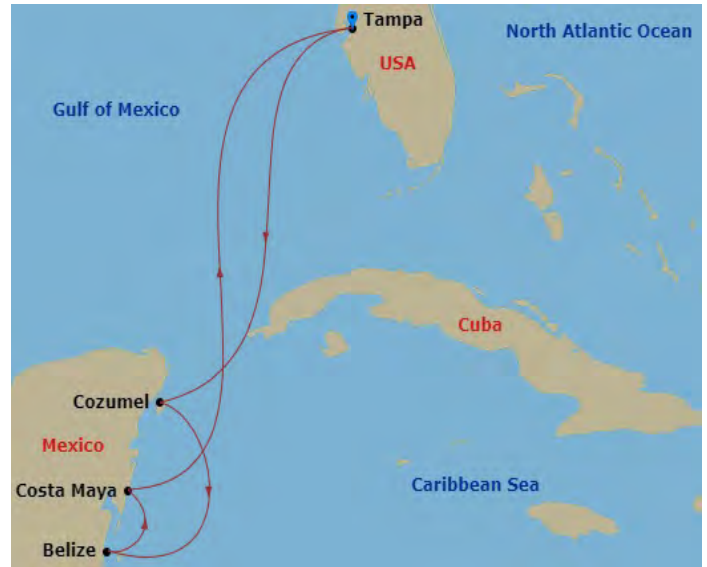 Tampa
North Atlantic Ocean
USA
Gulf of Mexico
Cuba
Cozumel
Mexico
Costa Maya
Caribbean Sea
Belize